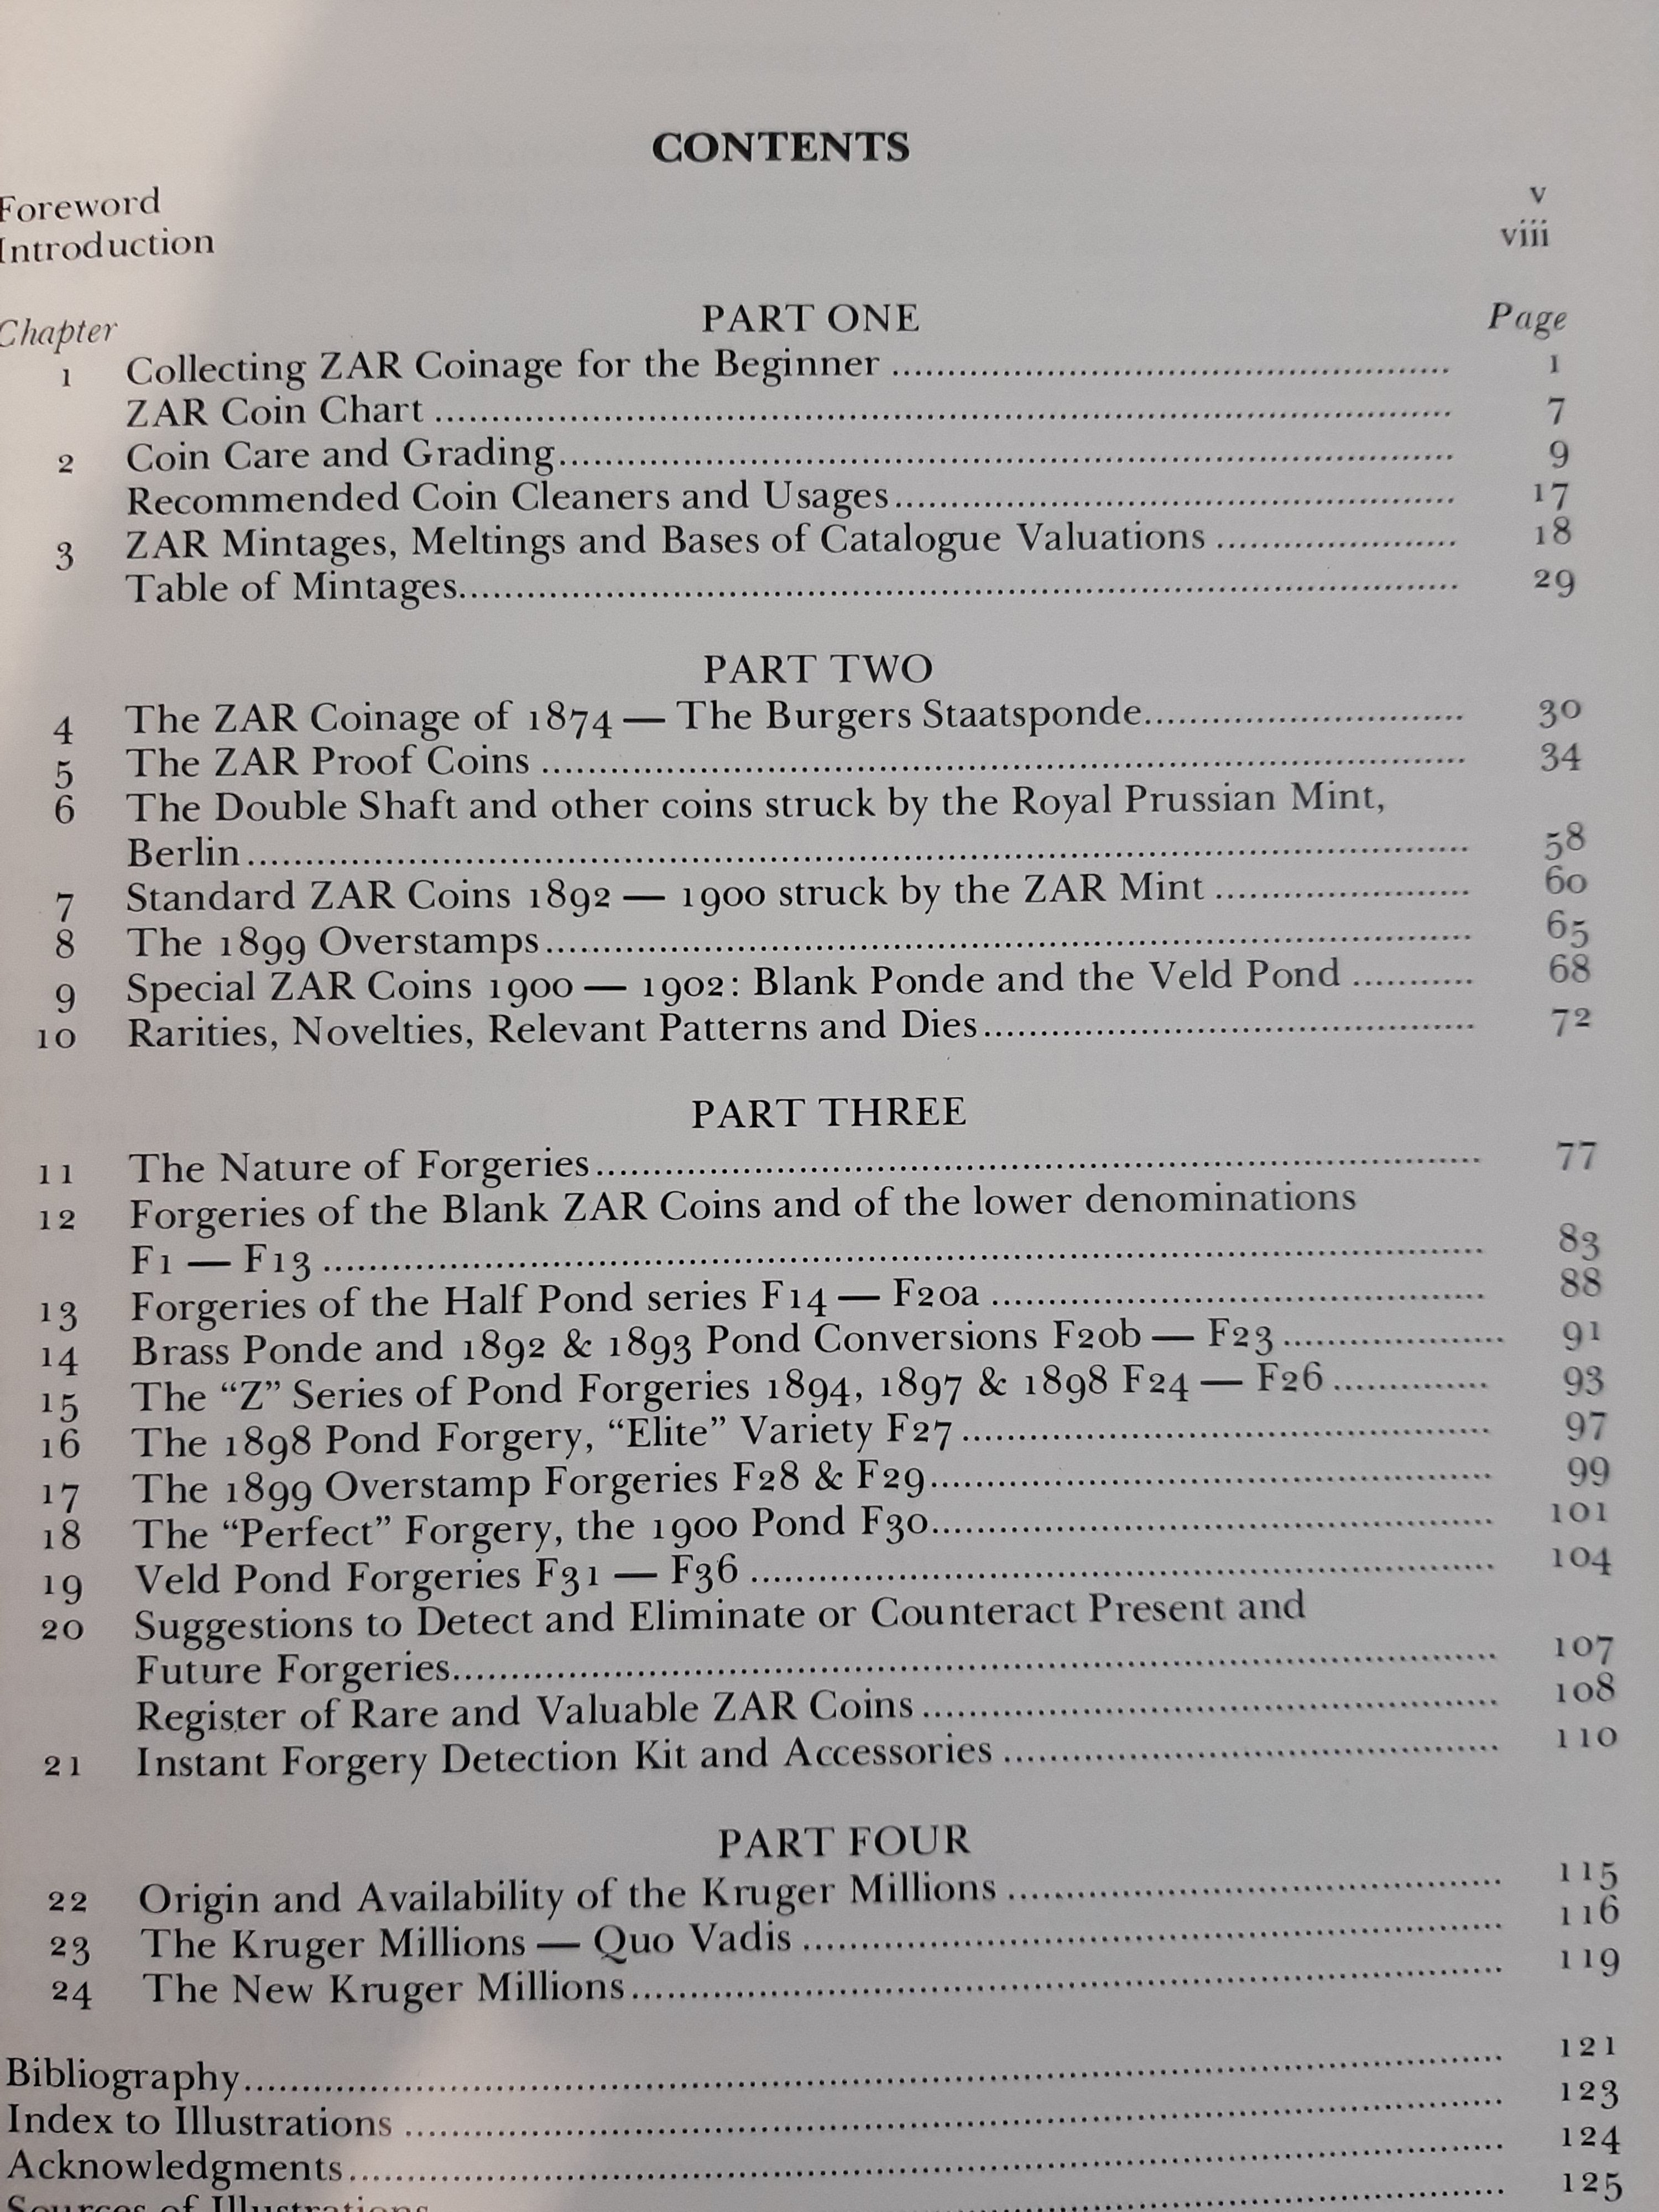 CONTENTS
Foreword v
Introduction viii
PART ONE
Chapter Page
1 Collecting ZAR Coinage for the Beginner ........ 1
ZAR Coin Chart ........ 7
2 Coin Care and Grading ........ 9
Recommended Coin Cleaners and Usages ........ 17
3 ZAR Mintages, Meltings and Bases of Catalogue Valuations ........ 18
Table of Mintages ........ 29
PART TWO
4 The ZAR Coinage of 1874 — The Burgers Staatsponde ........ 30
5 The ZAR Proof Coins ........ 34
6 The Double Shaft and other coins struck by the Royal Prussian Mint,
Berlin ........ 58
7 Standard ZAR Coins 1892 — 1900 struck by the ZAR Mint ........ 60
8 The 1899 Overstamps ........ 65
9 Special ZAR Coins 1900 — 1902: Blank Ponde and the Veld Pond ........ 68
10 Rarities, Novelties, Relevant Patterns and Dies ........ 72
PART THREE
11 The Nature of Forgeries ........ 77
12 Forgeries of the Blank ZAR Coins and of the lower denominations
F1 — F13 ........ 83
13 Forgeries of the Half Pond series F14 — F20a ........ 88
14 Brass Ponde and 1892 & 1893 Pond Conversions F20b — F23 ........ 91
15 The “Z” Series of Pond Forgeries 1894, 1897 & 1898 F24 — F26 ........ 93
16 The 1898 Pond Forgery, “Elite” Variety F27 ........ 97
17 The 1899 Overstamp Forgeries F28 & F29 ........ 99
18 The “Perfect” Forgery, the 1900 Pond F30 ........ 101
19 Veld Pond Forgeries F31 — F36 ........ 104
20 Suggestions to Detect and Eliminate or Counteract Present and
Future Forgeries ........ 107
Register of Rare and Valuable ZAR Coins ........ 108
21 Instant Forgery Detection Kit and Accessories ........ 110
PART FOUR
22 Origin and Availability of the Kruger Millions ........ 115
23 The Kruger Millions — Quo Vadis ........ 116
24 The New Kruger Millions ........ 119
Bibliography ........ 121
Index to Illustrations ........ 123
Acknowledgments ........ 124
Sources of Illustrations ........ 125